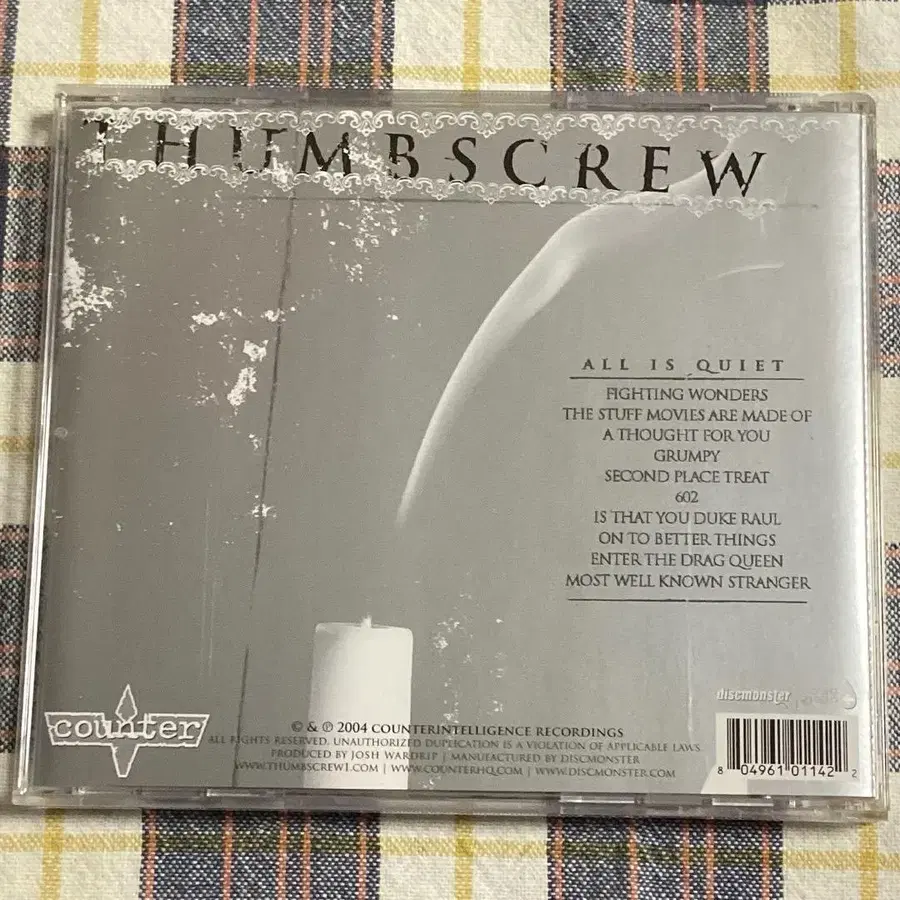 THUMBSCREW
ALL IS QUIET
FIGHTING WONDERS
THE STUFF MOVIES ARE MADE OF
A THOUGHT FOR YOU
GRUMPY
SECOND PLACE TREAT
602
IS THAT YOU DUKE RAUL
ON TO BETTER THINGS
ENTER THE DRAG QUEEN
MOST WELL KNOWN STRANGER
discmonster
counter
© & ℗ 2004 COUNTERINTELLIGENCE RECORDINGS
ALL RIGHTS RESERVED. UNAUTHORIZED DUPLICATION IS A VIOLATION OF APPLICABLE LAWS.
PRODUCED BY JOSH WARDRIP | MANUFACTURED BY DISCMONSTER
WWW.THUMBSCREW1.COM | WWW.COUNTERHQ.COM | WWW.DISCMONSTER.COM
8 04961 01142 2